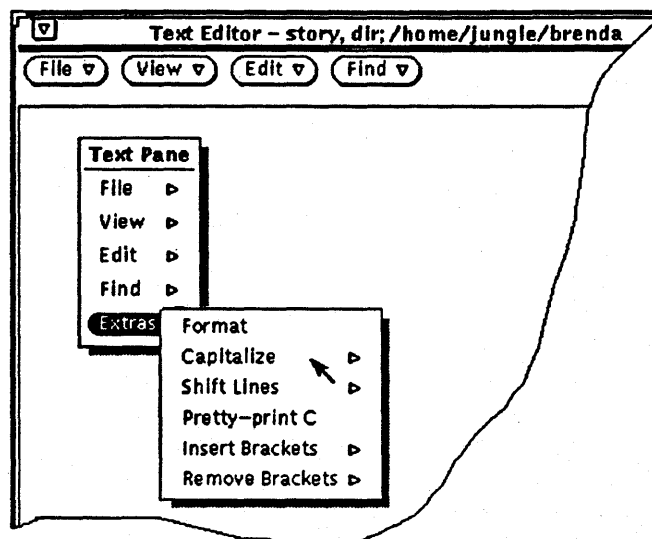 Text Editor – story, dir; /home/jungle/brenda
File View Edit Find
Text Pane
File
View
Edit
Find
Extras
Format
Capitalize
Shift Lines
Pretty–print C
Insert Brackets
Remove Brackets